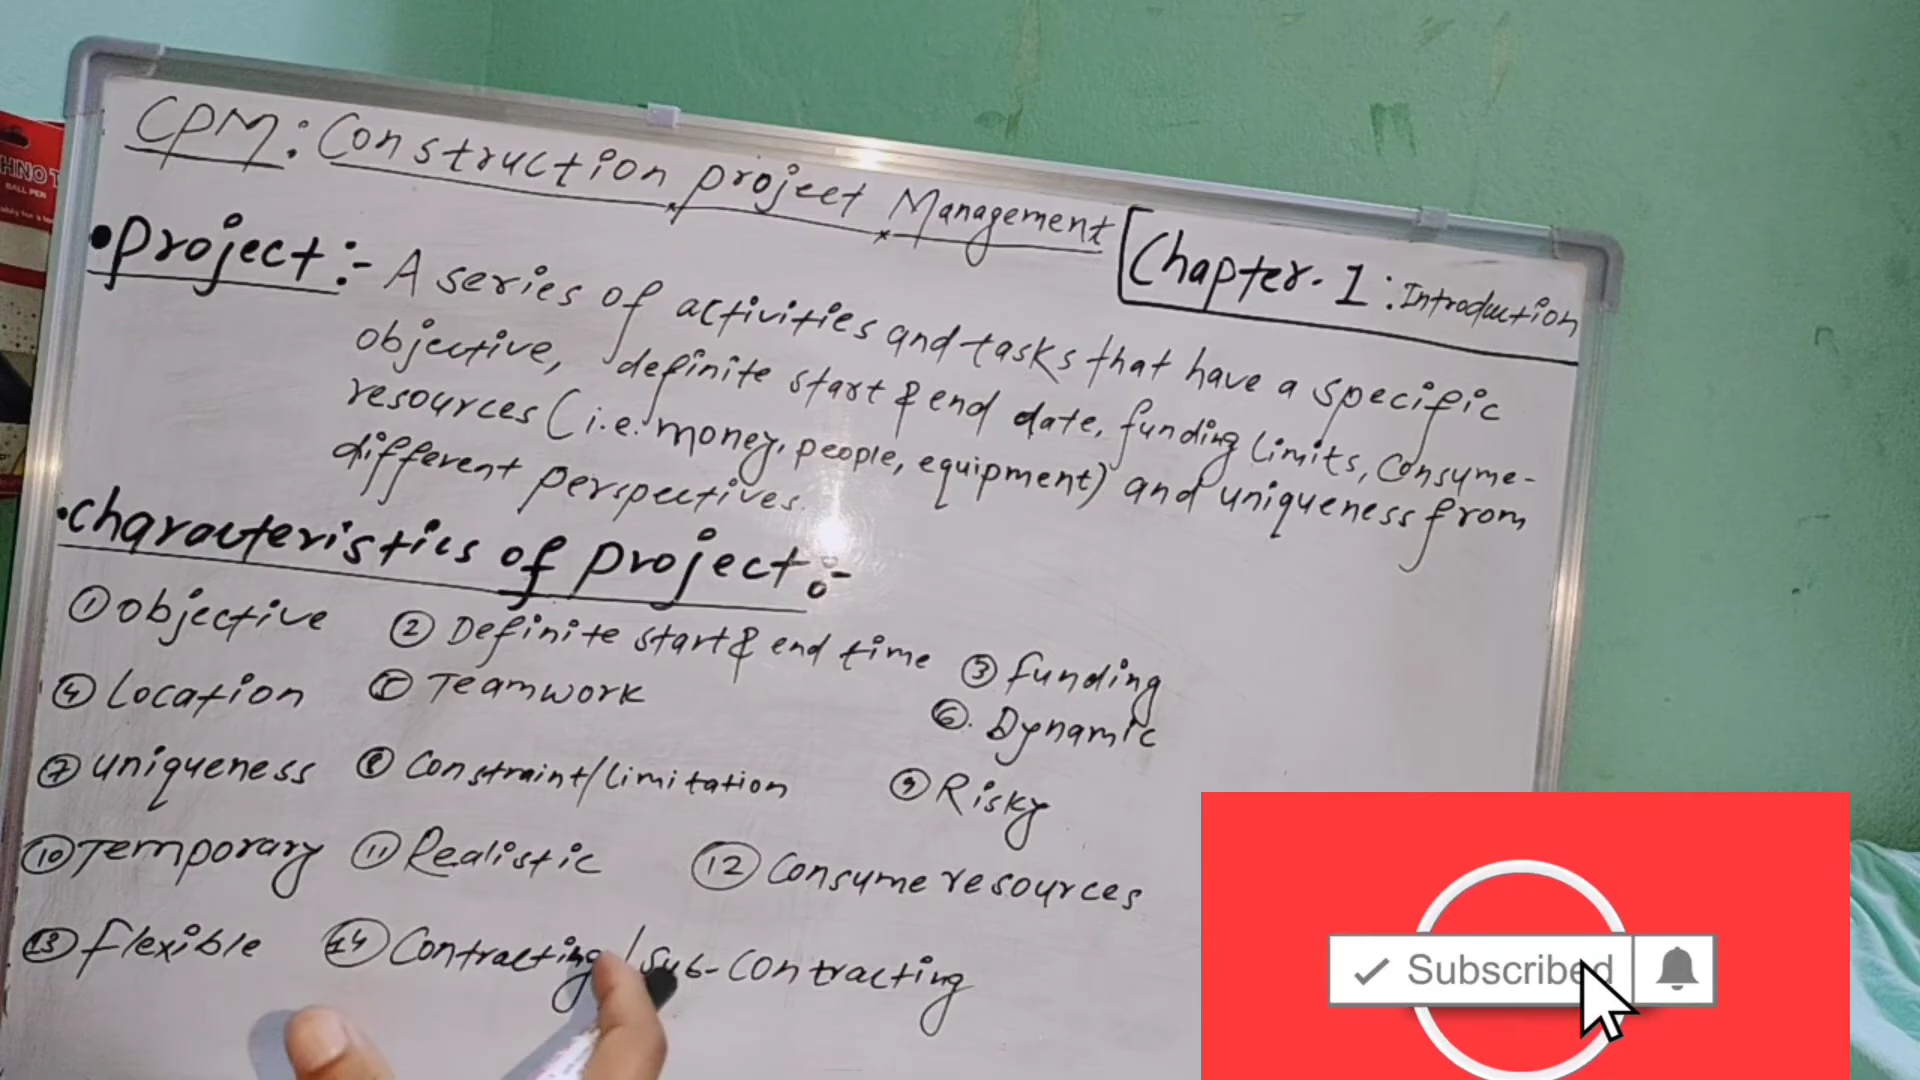 CPM: Construction project Management
Chapter-1: Introduction
• project:- A series of activities and tasks that have a specific
objective, definite start & end date, funding limits, Consume-
resources (i.e. money, people, equipment) and uniqueness from
different perspectives.
• characteristics of project:-
① objective ② Definite start & end time ③ funding
④ Location ⑤ Teamwork ⑥. Dynamic
⑦ uniqueness ⑧ Constraint/limitation ⑨ Risky
⑩ Temporary ⑪ Realistic ⑫ Consume resources
⑬ flexible ⑭ Contracting / Sub-contracting
Subscribed
BALL PEN